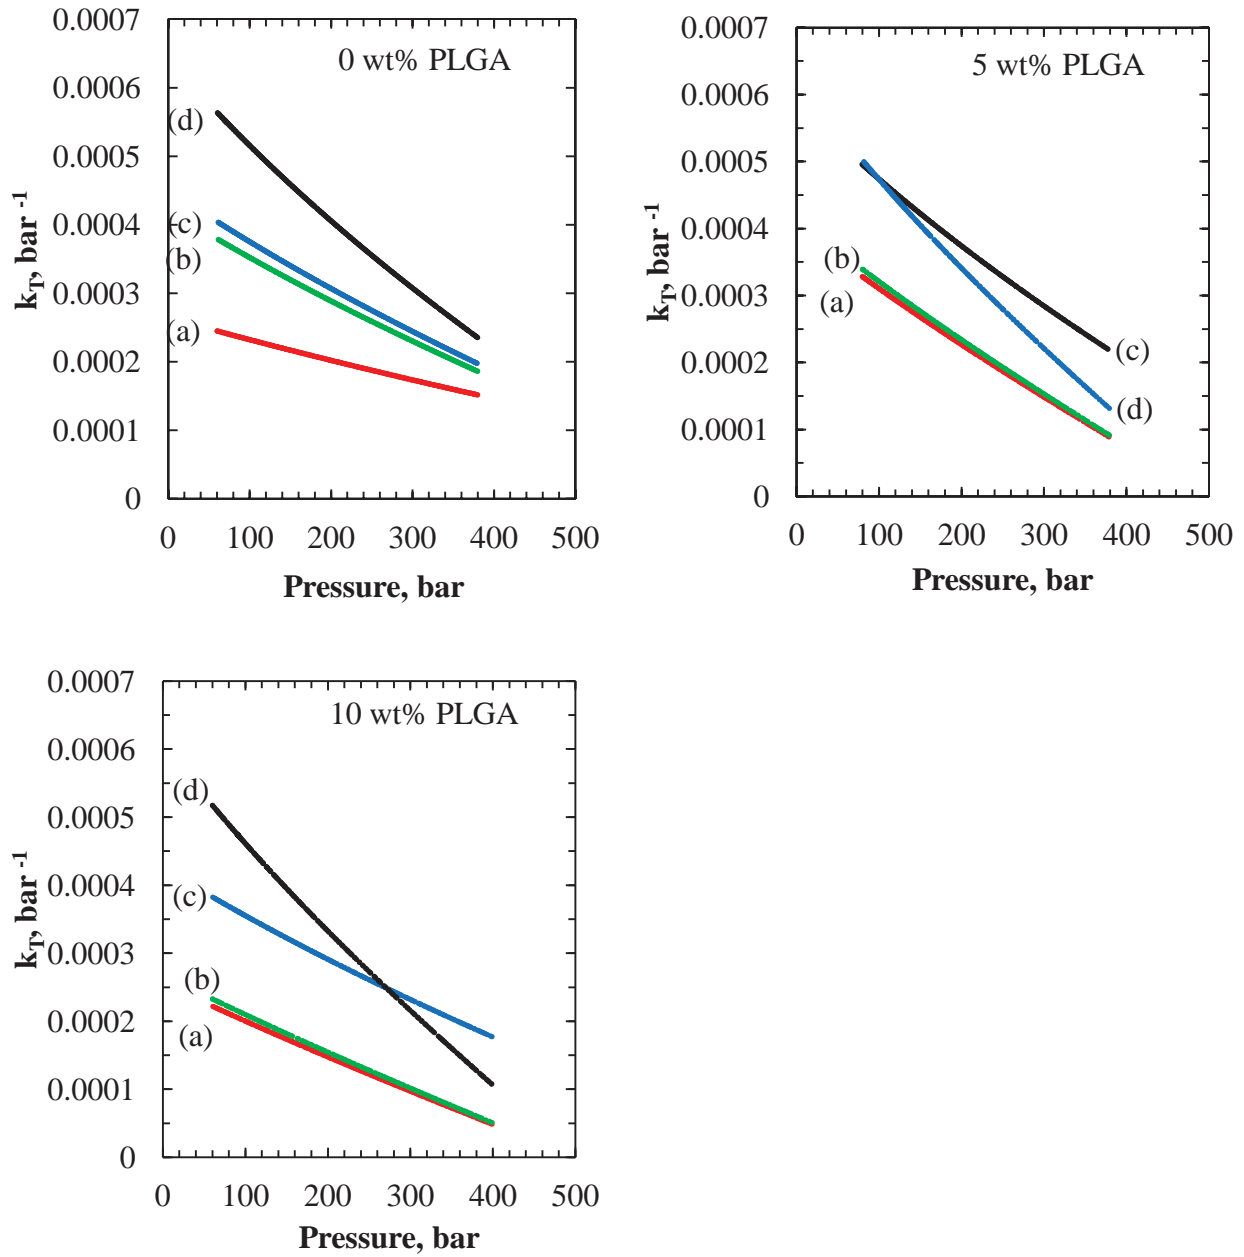 0 wt% PLGA
0.0007
0.0006
0.0005
0.0004
0.0003
0.0002
0.0001
0
(d)
(c)
(b)
(a)
k_T, bar ^-1
0 100 200 300 400 500
Pressure, bar
5 wt% PLGA
0.0007
0.0006
0.0005
0.0004
0.0003
0.0002
0.0001
0
(b)
(a)
(c)
(d)
k_T, bar ^-1
0 100 200 300 400 500
Pressure, bar
10 wt% PLGA
0.0007
0.0006
0.0005
0.0004
0.0003
0.0002
0.0001
0
(d)
(c)
(b)
(a)
k_T, bar ^-1
0 100 200 300 400 500
Pressure, bar